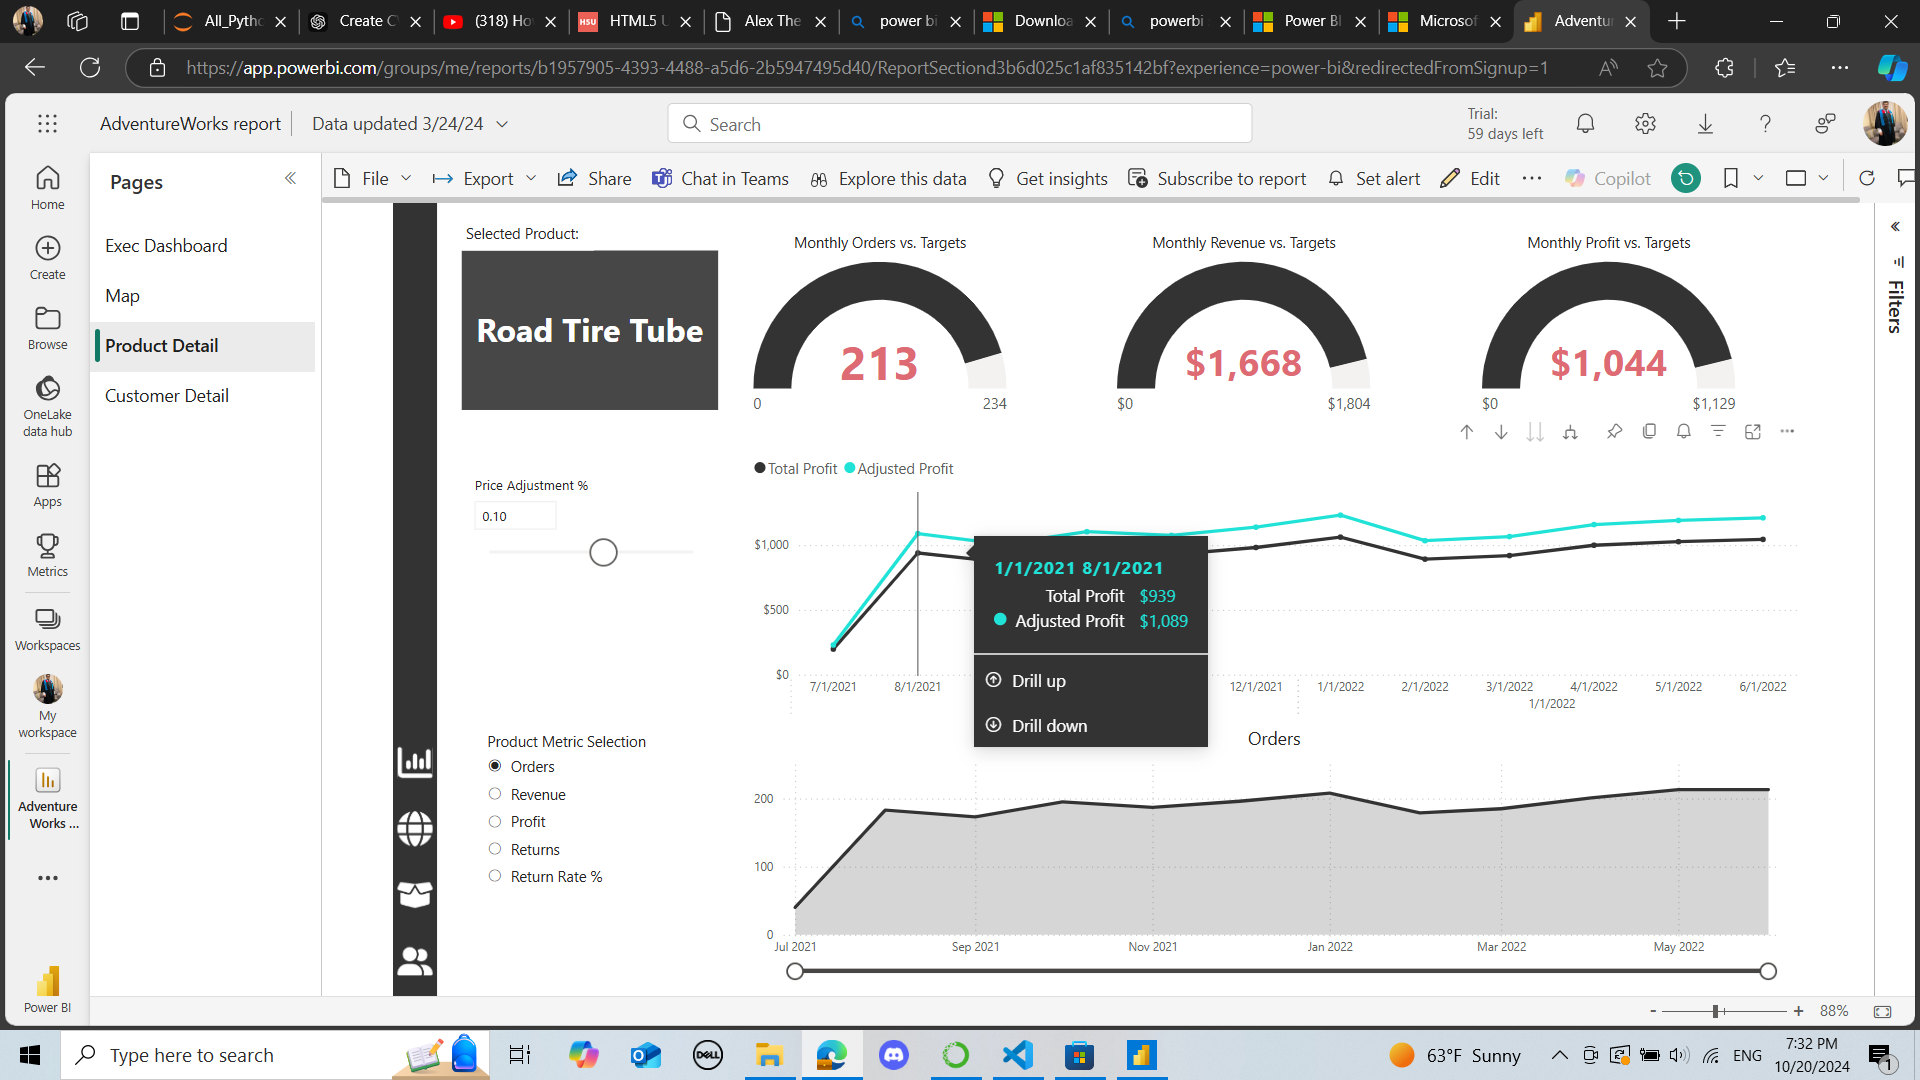 All_Pytho
Create C
(318) Ho
HSU
HTML5 U
Alex The
power bi
Downloa
powerbi
Power BI
Microsof
Adventur
https://app.powerbi.com/groups/me/reports/b1957905-4393-4488-a5d6-2b5947495d40/ReportSectiond3b6d025c1af835142bf?experience=power-bi&redirectedFromSignup=1
AdventureWorks report
Data updated 3/24/24
Search
Trial:
59 days left
Home
Create
Browse
OneLake
data hub
Apps
Metrics
Workspaces
My
workspace
Adventure
Works ...
Power BI
Pages
Exec Dashboard
Map
Product Detail
Customer Detail
File
Export
Share
Chat in Teams
Explore this data
Get insights
Subscribe to report
Set alert
Edit
Copilot
Filters
Selected Product:
Road Tire Tube
Monthly Orders vs. Targets
213
0
234
Monthly Revenue vs. Targets
$1,668
$0
$1,804
Monthly Profit vs. Targets
$1,044
$0
$1,129
Price Adjustment %
0.10
Total Profit
Adjusted Profit
$1,000
$500
$0
7/1/2021
8/1/2021
12/1/2021
1/1/2022
2/1/2022
3/1/2022
4/1/2022
5/1/2022
6/1/2022
1/1/2022
1/1/2021 8/1/2021
Total Profit $939
Adjusted Profit $1,089
Drill up
Drill down
Product Metric Selection
Orders
Revenue
Profit
Returns
Return Rate %
Orders
200
100
0
Jul 2021
Sep 2021
Nov 2021
Jan 2022
Mar 2022
May 2022
- + 88%
Type here to search
DELL
63°F Sunny
ENG
7:32 PM
10/20/2024
1